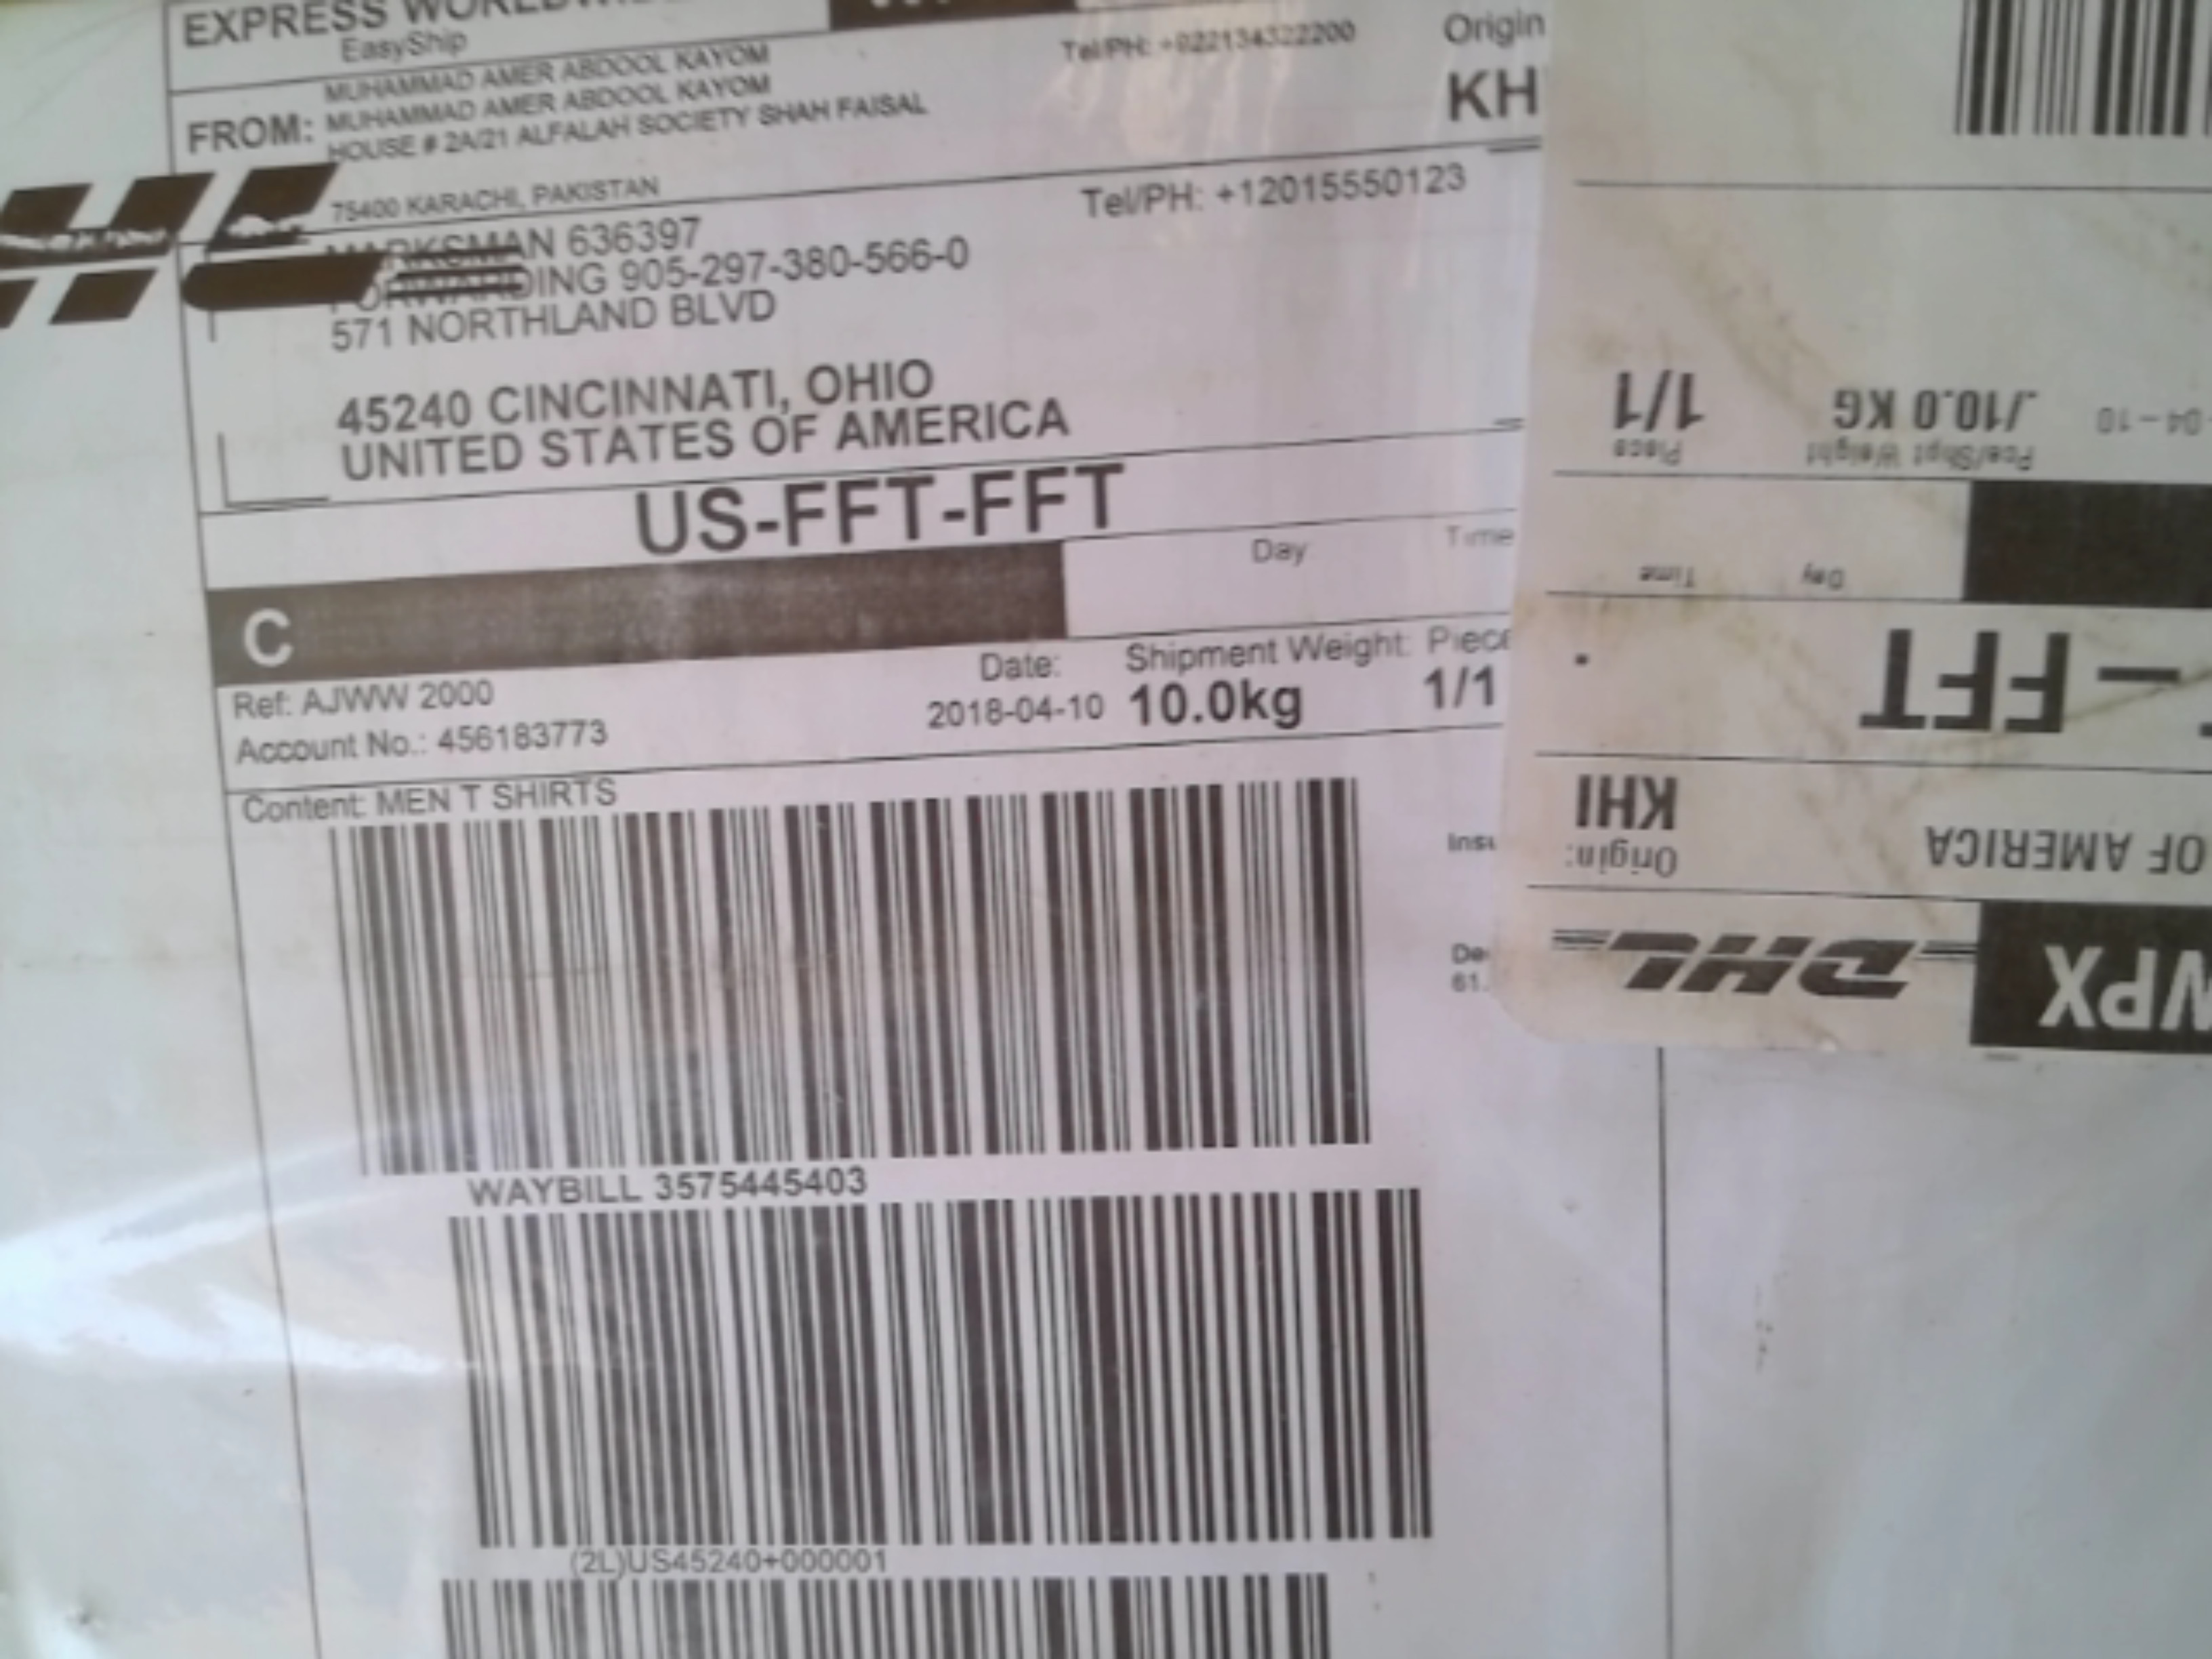 EXPRESS
EasyShip
MUHAMMAD AMER ABDOOL KAYOM
Tel/PH: +922134322200
Origin
FROM: MUHAMMAD AMER ABDOOL KAYOM
HOUSE # 2A/21 ALFALAH SOCIETY SHAH FAISAL
KH
75400 KARACHI, PAKISTAN
Tel/PH: +12015550123
MARKSMAN 636397
FORWARDING 905-297-380-566-0
571 NORTHLAND BLVD
45240 CINCINNATI, OHIO
UNITED STATES OF AMERICA
US-FFT-FFT
Day Time
C
Ref: AJWW 2000
Date: Shipment Weight: Piece
2018-04-10 10.0kg 1/1
Account No.: 456183773
Content: MEN T SHIRTS
WAYBILL 3575445403
(2L)US45240+000001
WPX
DHL
OF AMERICA
Origin:
KHI
- FFT
Day Time
Pce/Shpt Weight Piece
04-10 /10.0 KG 1/1